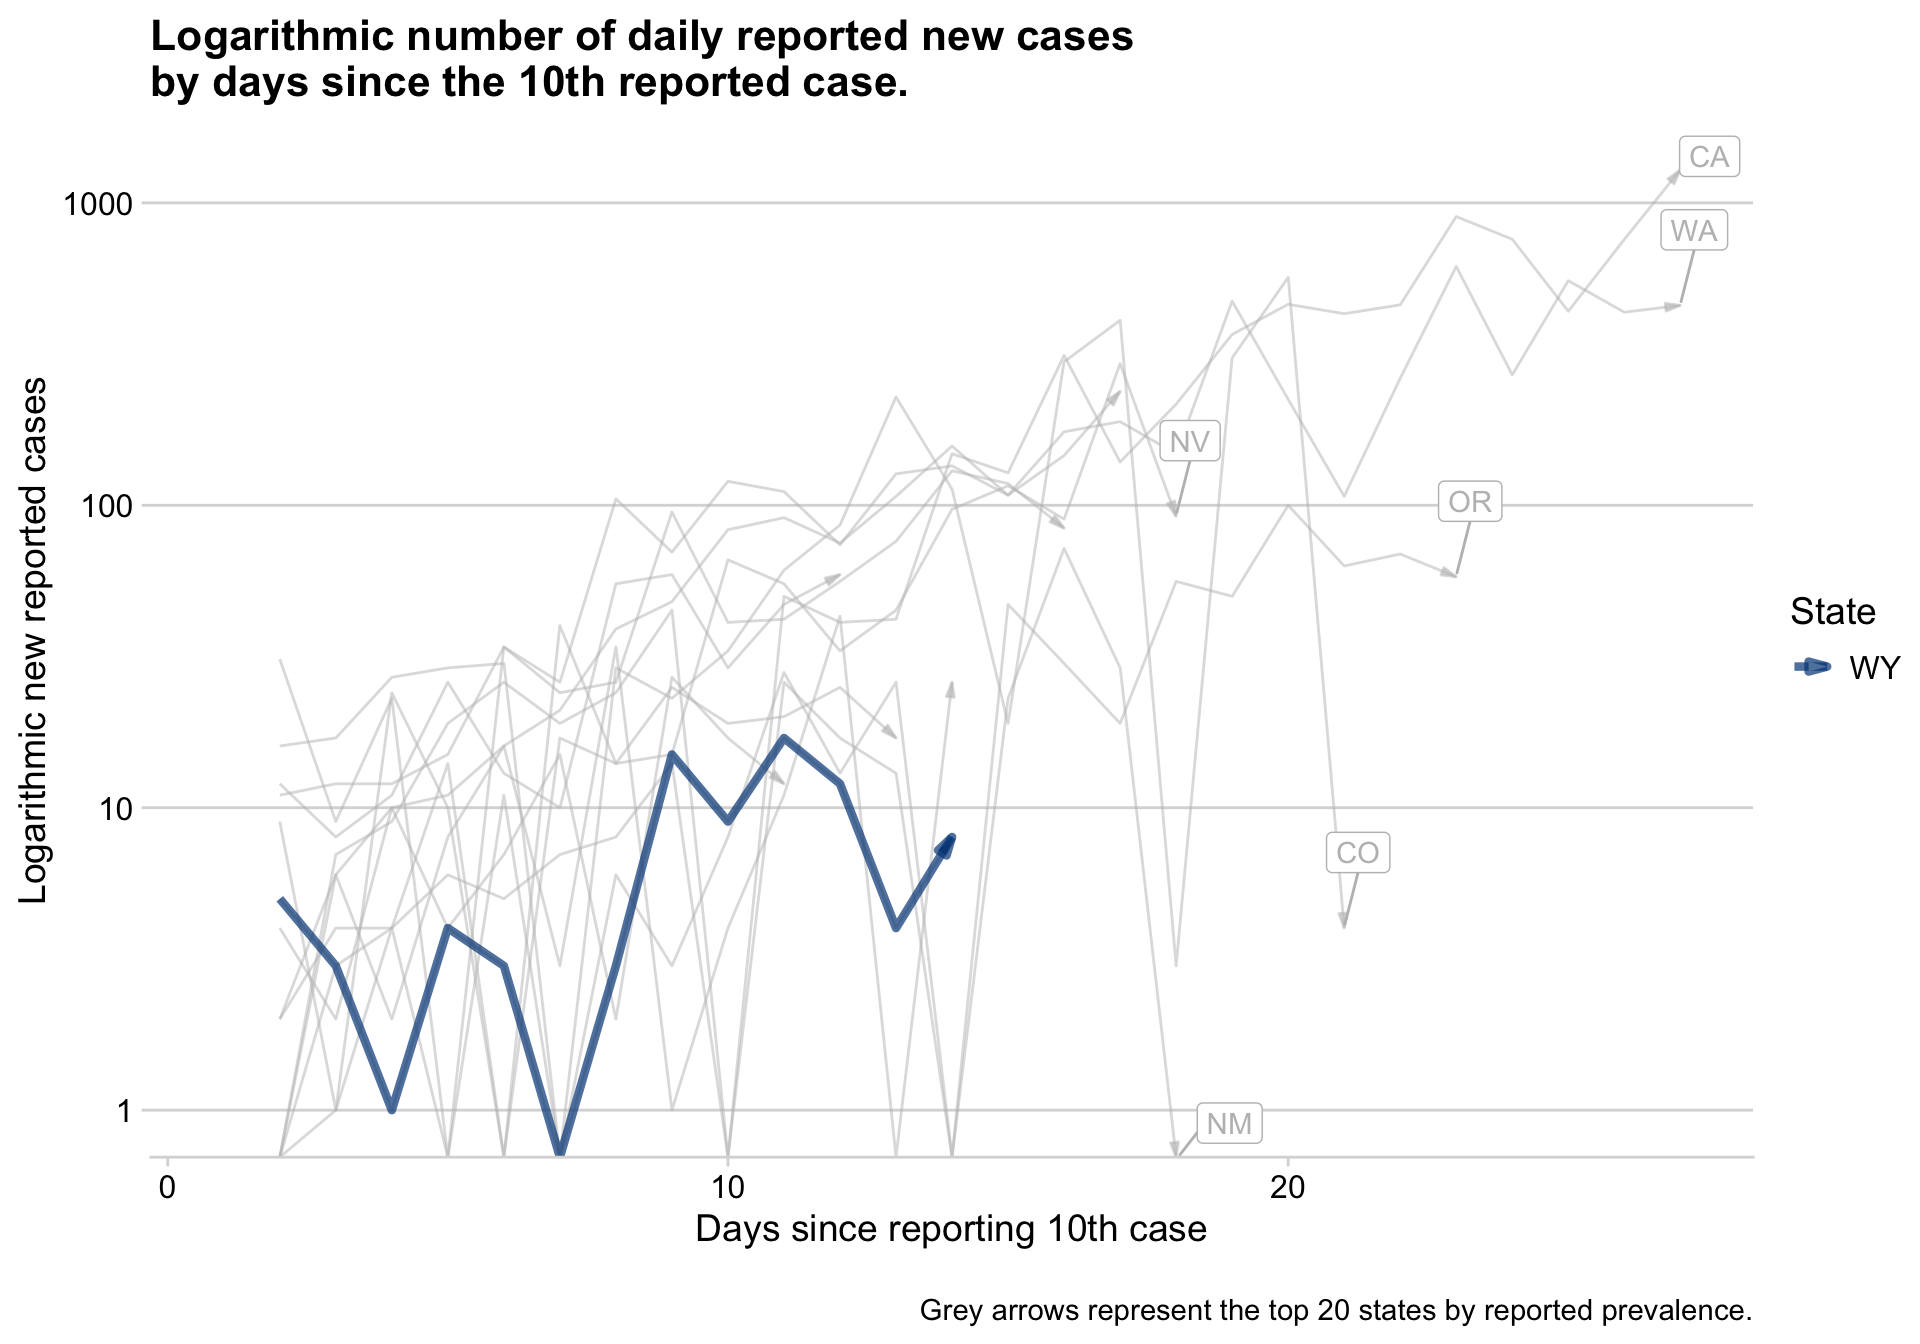 Logarithmic number of daily reported new cases
by days since the 10th reported case.
CA
1000
WA
NV
100
OR
Logarithmic new reported cases
State
WY
10
CO
1
NM
0
10
20
Days since reporting 10th case
Grey arrows represent the top 20 states by reported prevalence.